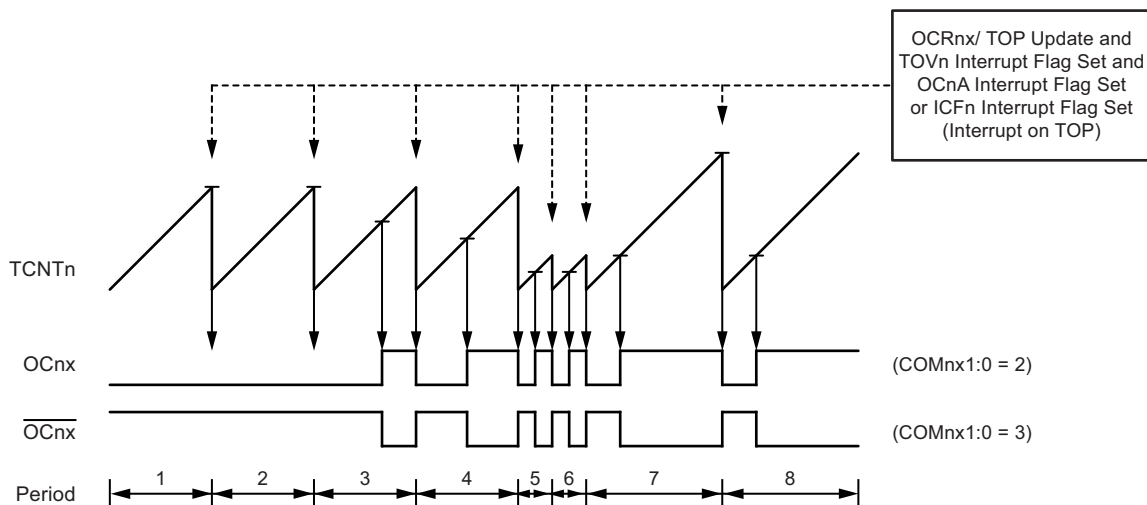 OCRnx/ TOP Update and
TOVn Interrupt Flag Set and
OCnA Interrupt Flag Set
or ICFn Interrupt Flag Set
(Interrupt on TOP)
TCNTn
OCnx
(COMnx1:0 = 2)
OCnx
(COMnx1:0 = 3)
Period
1 2 3 4 5 6 7 8